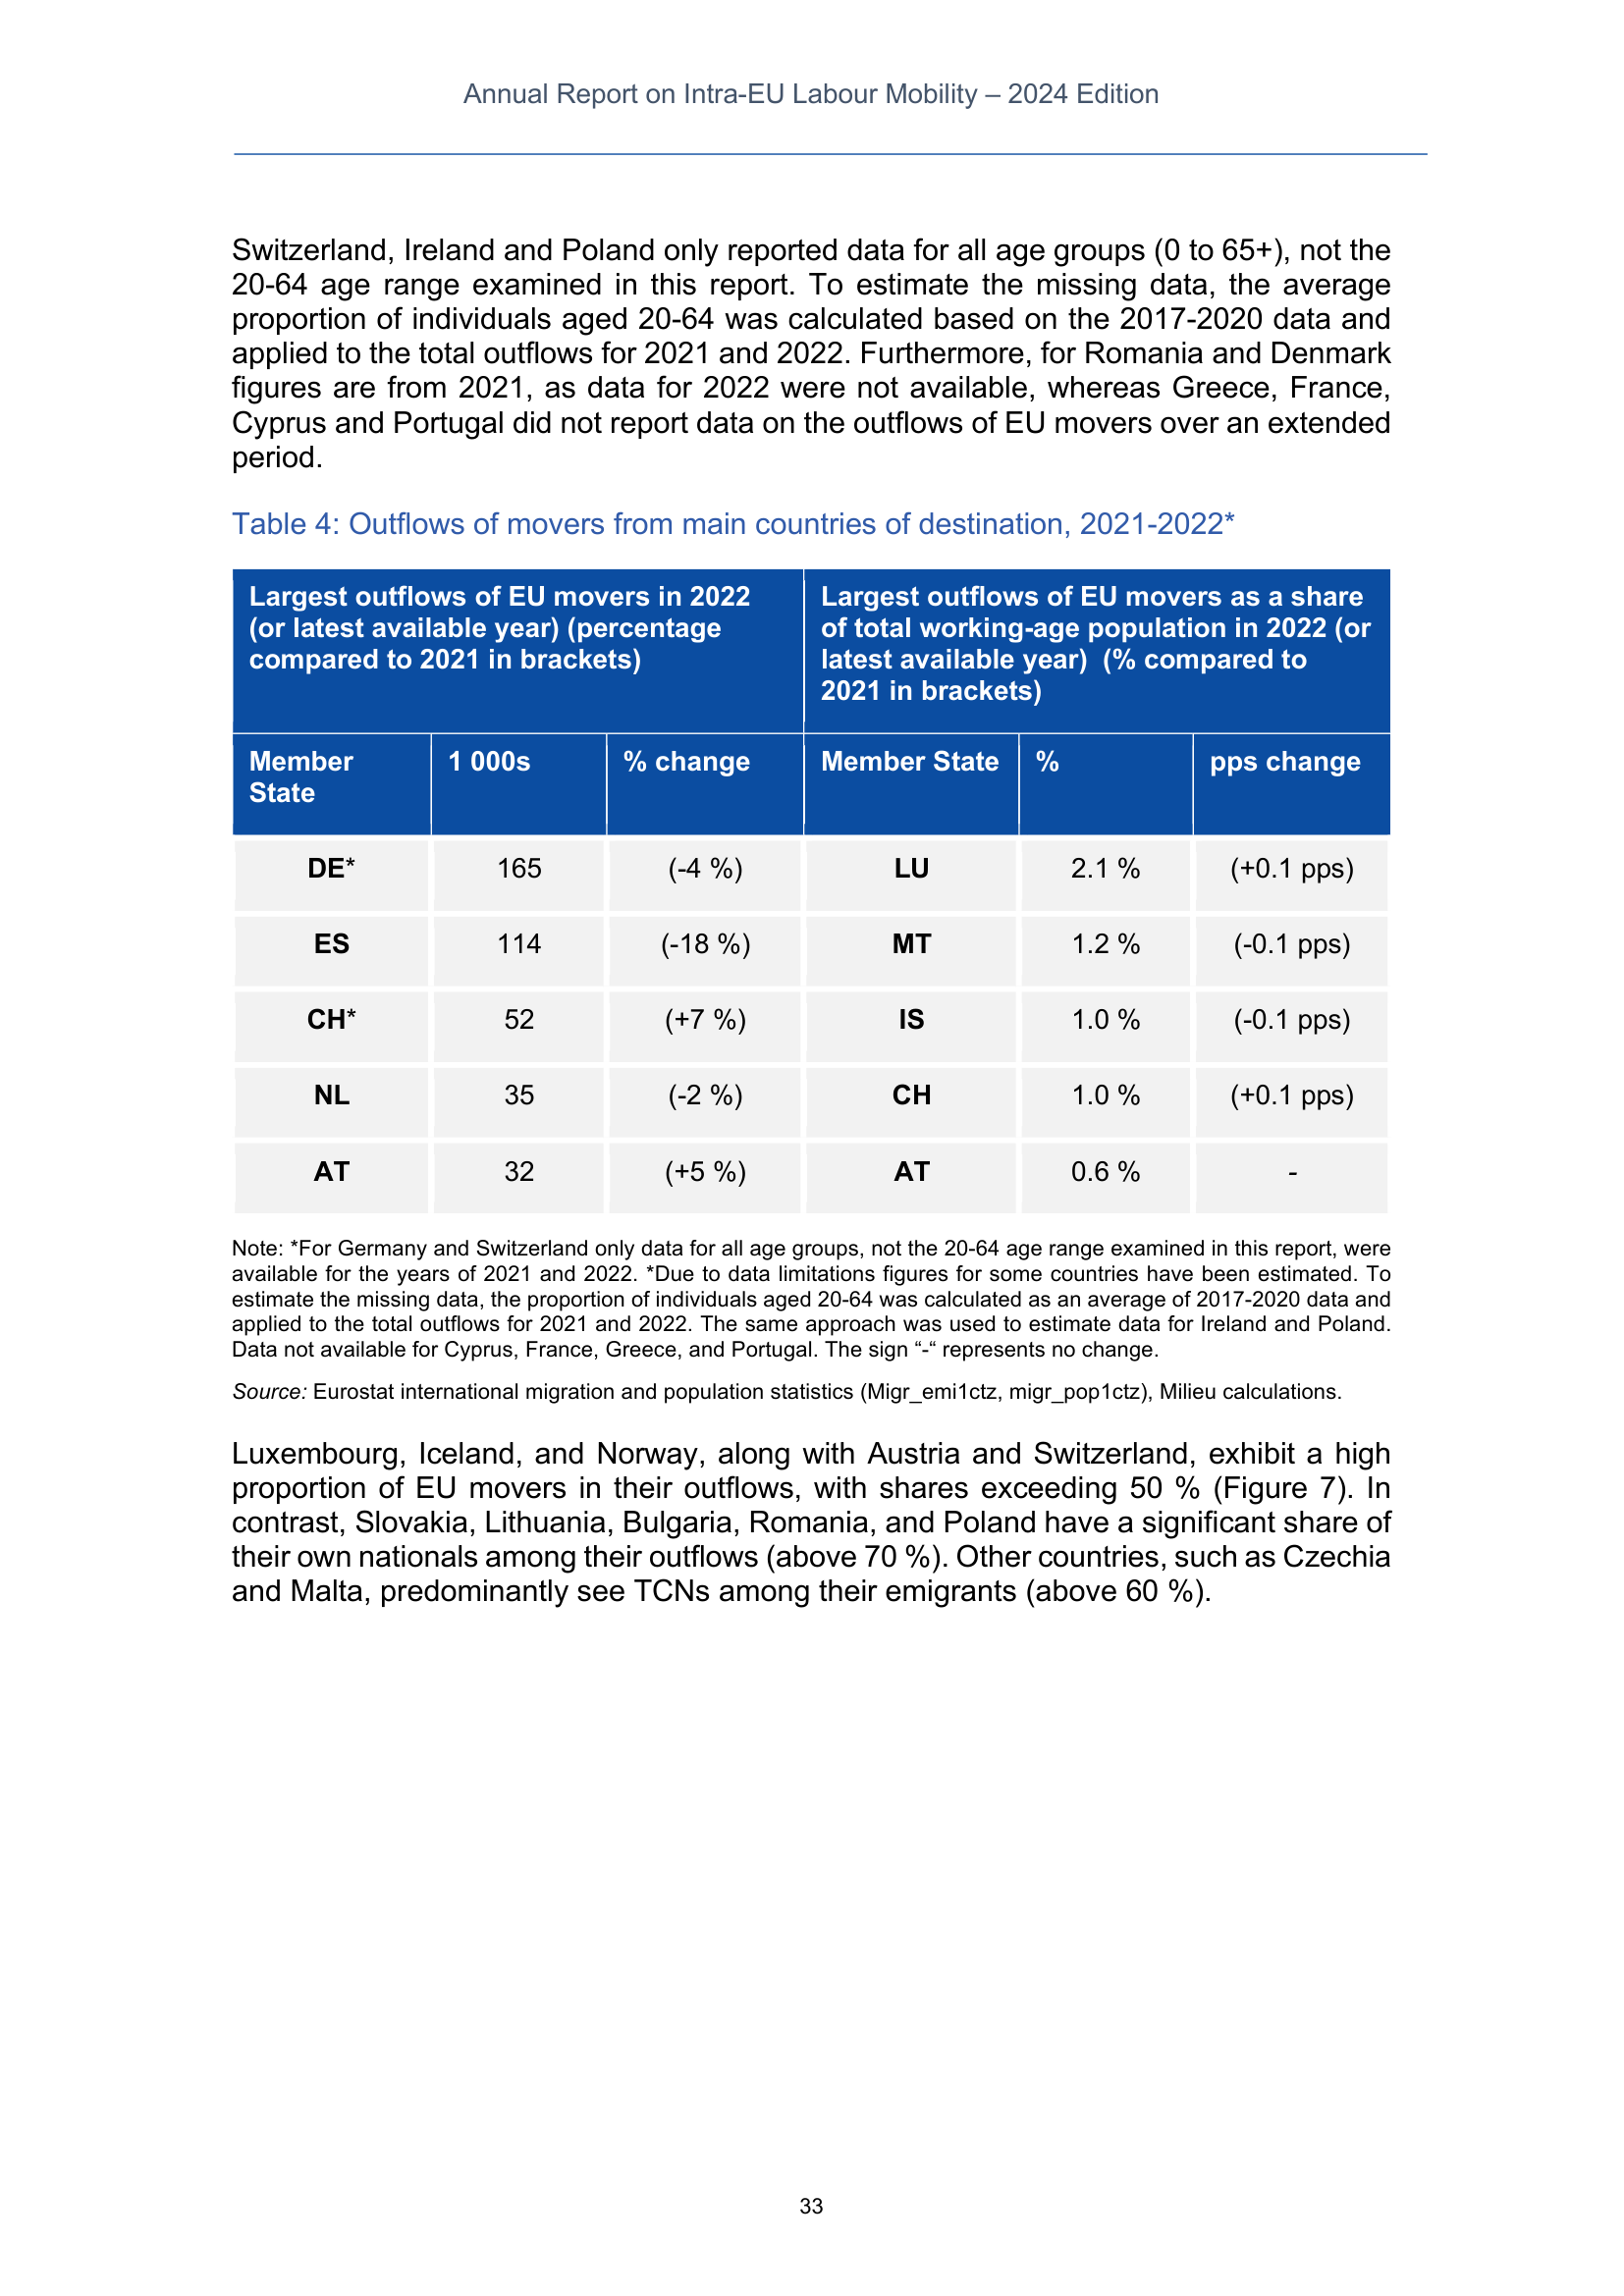 Annual Report on Intra-EU Labour Mobility – 2024 Edition
Switzerland, Ireland and Poland only reported data for all age groups (0 to 65+), not the
20-64 age range examined in this report. To estimate the missing data, the average
proportion of individuals aged 20-64 was calculated based on the 2017-2020 data and
applied to the total outflows for 2021 and 2022. Furthermore, for Romania and Denmark
figures are from 2021, as data for 2022 were not available, whereas Greece, France,
Cyprus and Portugal did not report data on the outflows of EU movers over an extended
period.
Table 4: Outflows of movers from main countries of destination, 2021-2022*
Largest outflows of EU movers in 2022
(or latest available year) (percentage
compared to 2021 in brackets)
Largest outflows of EU movers as a share
of total working-age population in 2022 (or
latest available year)  (% compared to
2021 in brackets)
Member
State
1 000s
% change
Member State
%
pps change
DE* 165 (-4 %) LU 2.1 % (+0.1 pps)
ES 114 (-18 %) MT 1.2 % (-0.1 pps)
CH* 52 (+7 %) IS 1.0 % (-0.1 pps)
NL 35 (-2 %) CH 1.0 % (+0.1 pps)
AT 32 (+5 %) AT 0.6 % -
Note: *For Germany and Switzerland only data for all age groups, not the 20-64 age range examined in this report, were
available for the years of 2021 and 2022. *Due to data limitations figures for some countries have been estimated. To
estimate the missing data, the proportion of individuals aged 20-64 was calculated as an average of 2017-2020 data and
applied to the total outflows for 2021 and 2022. The same approach was used to estimate data for Ireland and Poland.
Data not available for Cyprus, France, Greece, and Portugal. The sign “-“ represents no change.
Source: Eurostat international migration and population statistics (Migr_emi1ctz, migr_pop1ctz), Milieu calculations.
Luxembourg, Iceland, and Norway, along with Austria and Switzerland, exhibit a high
proportion of EU movers in their outflows, with shares exceeding 50 % (Figure 7). In
contrast, Slovakia, Lithuania, Bulgaria, Romania, and Poland have a significant share of
their own nationals among their outflows (above 70 %). Other countries, such as Czechia
and Malta, predominantly see TCNs among their emigrants (above 60 %).
33